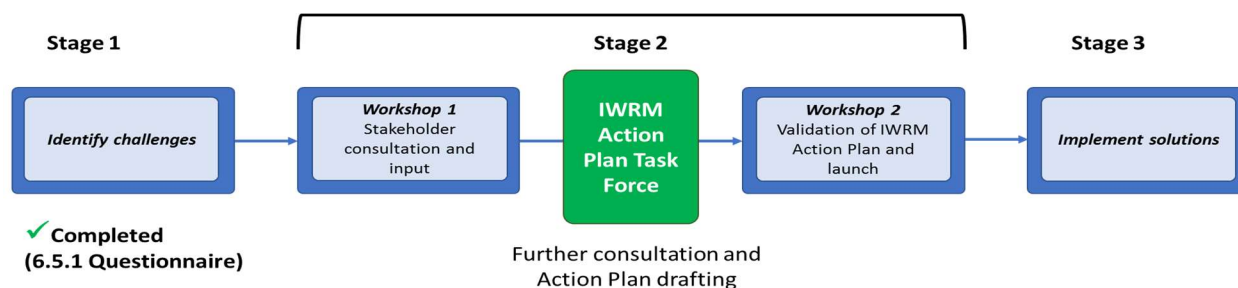 Stage 1
Stage 2
Stage 3
Identify challenges
Workshop 1
Stakeholder
consultation and
input
IWRM
Action
Plan Task
Force
Workshop 2
Validation of IWRM
Action Plan and
launch
Implement solutions
✓Completed
(6.5.1 Questionnaire)
Further consultation and
Action Plan drafting